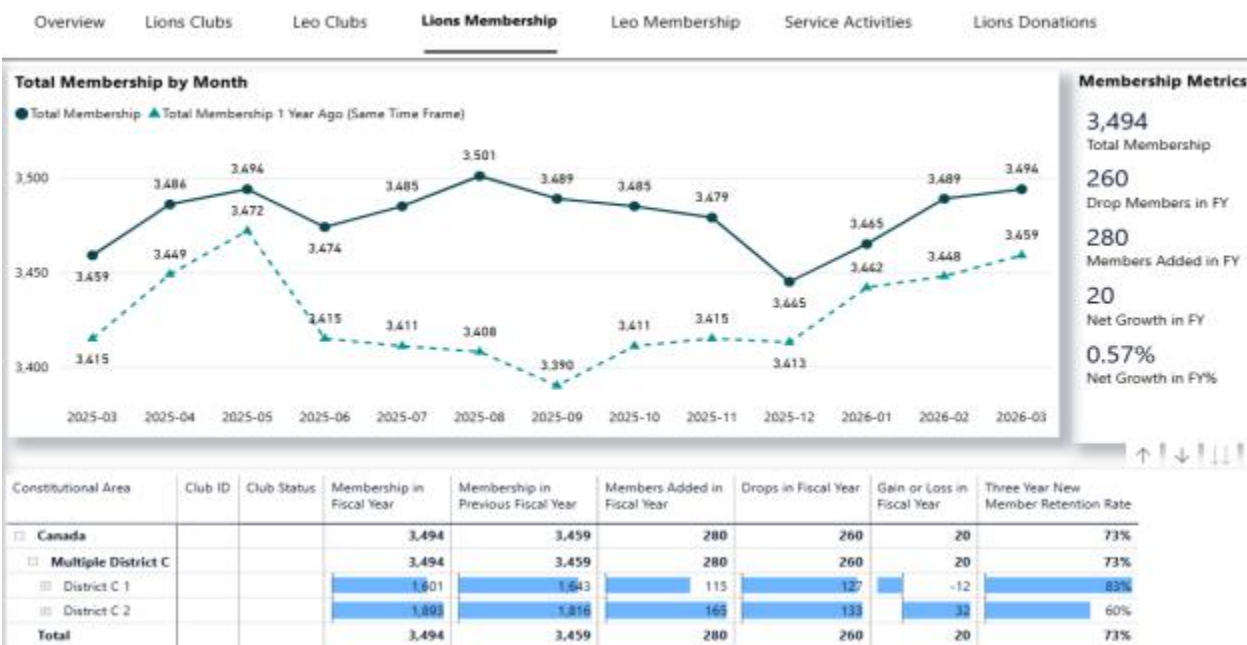 Overview Lions Clubs Leo Clubs Lions Membership Leo Membership Service Activities Lions Donations
Total Membership by Month
Total Membership Total Membership 1 Year Ago (Same Time Frame)
3,500
3,450
3,400
3,459 3,486 3,494 3,474 3,485 3,501 3,489 3,485 3,479 3,445 3,465 3,489 3,494
3,415 3,449 3,472 3,415 3,411 3,408 3,390 3,411 3,415 3,413 3,442 3,448 3,459
2025-03 2025-04 2025-05 2025-06 2025-07 2025-08 2025-09 2025-10 2025-11 2025-12 2026-01 2026-02 2026-03
Membership Metrics
3,494
Total Membership
260
Drop Members in FY
280
Members Added in FY
20
Net Growth in FY
0.57%
Net Growth in FY%
Constitutional Area Club ID Club Status Membership in Fiscal Year Membership in Previous Fiscal Year Members Added in Fiscal Year Drops in Fiscal Year Gain or Loss in Fiscal Year Three Year New Member Retention Rate
Canada 3,494 3,459 280 260 20 73%
Multiple District C 3,494 3,459 280 260 20 73%
District C 1 1,601 1,643 115 127 -12 83%
District C 2 1,893 1,816 165 133 32 60%
Total 3,494 3,459 280 260 20 73%